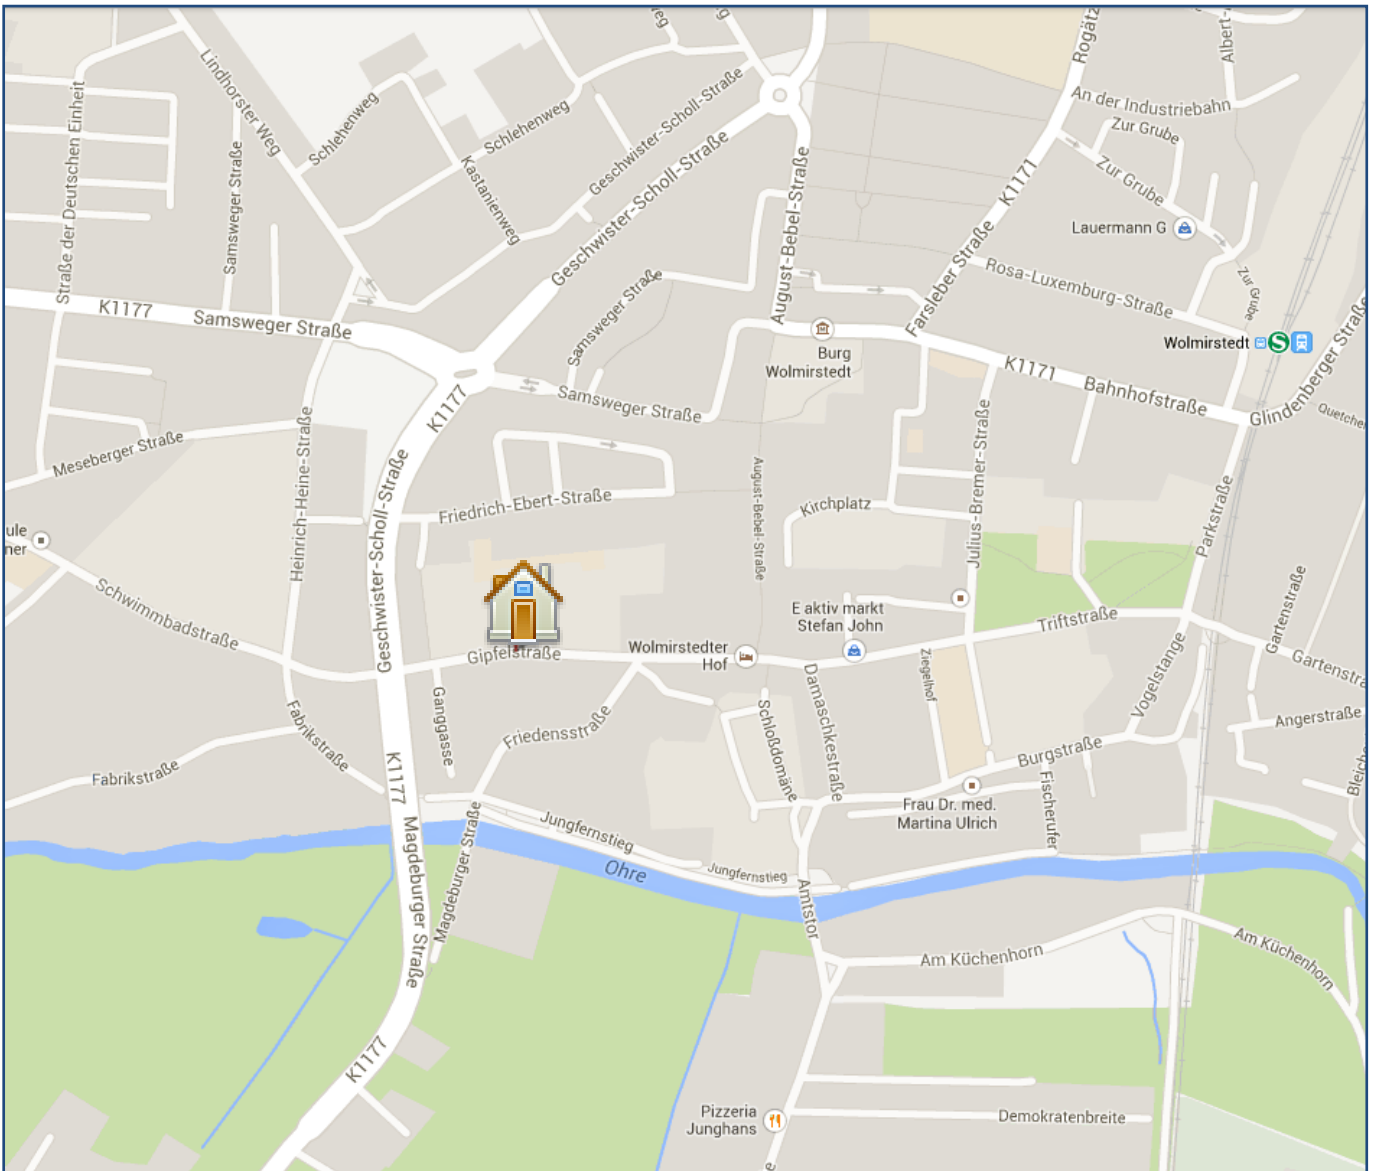 Rogätz
Albert-
Lindhorster Weg
Straße der Deutschen Einheit
Schlehenweg
Schlehenweg
Geschwister-Scholl-Straße
Geschwister-Scholl-Straße
An der Industriebahn
Zur Grube
Zur Grube
Samsweger Straße
Kastanienweg
August-Bebel-Straße
K1171
Lauermann G
Farsleber Straße
Rosa-Luxemburg-Straße
Zur Grube
K1177
Samsweger Straße
Samsweger Straße
Burg
Wolmirstedt
Wolmirstedt
S
Glindenberger Straße
K1171
Bahnhofstraße
K1177
Samsweger Straße
Meseberger Straße
Heinrich-Heine-Straße
Geschwister-Scholl-Straße
Friedrich-Ebert-Straße
August-Bebel-Straße
Kirchplatz
Julius-Bremer-Straße
Parkstraße
ule
ner
Schwimmbadstraße
E aktiv markt
Stefan John
Triftstraße
Gartenstraße
Gipfelstraße
Wolmirstedter
Hof
Ziegelhof
Vogelstange
Gartenstra
Ganggasse
Friedensstraße
Schloßdomäne
Damaschkestraße
Burgstraße
Angerstraße
Fabrikstraße
Fabrikstraße
K1177
Fischerufer
Frau Dr. med.
Martina Ulrich
Magdeburger Straße
Magdeburger Straße
Jungfernstieg
Jungfernstieg
Ohre
Amtstor
Am Küchenhorn
Am Küchenhorn
K1177
Pizzeria
Junghans
Demokratenbreite